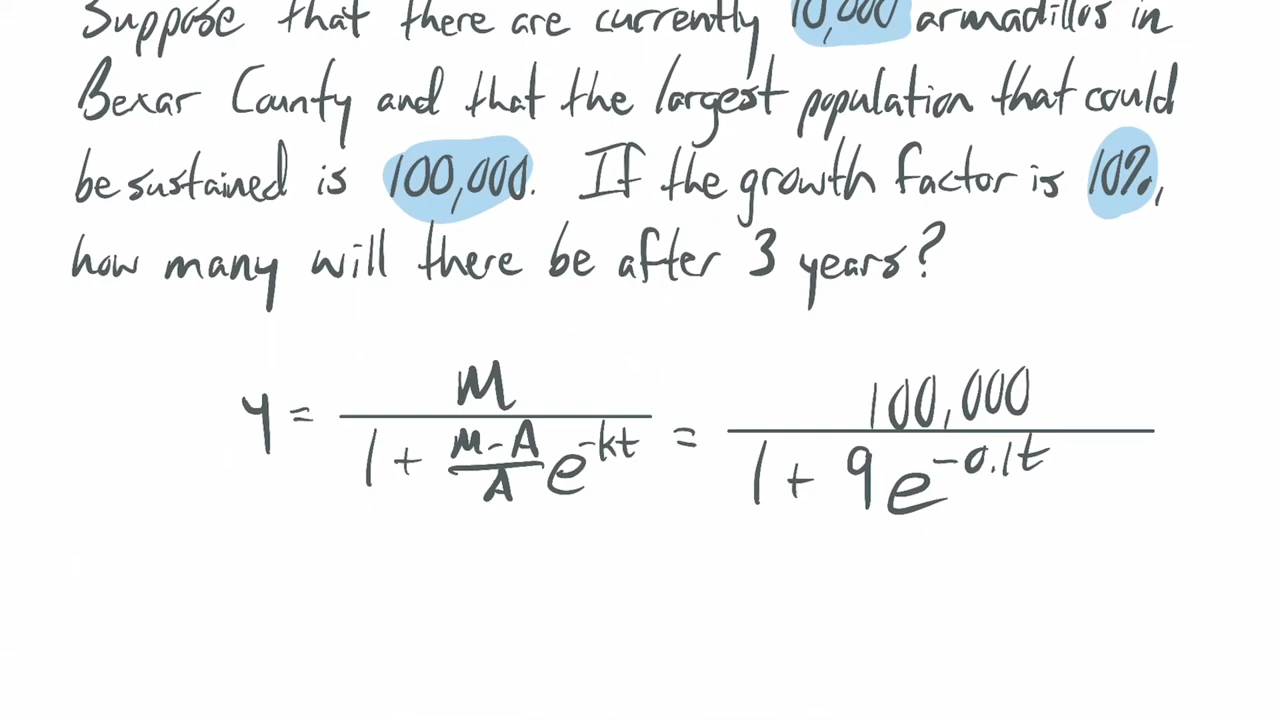 Suppose that there are currently 10,000 armadillos in
Bexar County and that the largest population that could
be sustained is 100,000. If the growth factor is 10%,
how many will there be after 3 years?
y = M / (1 + (M-A)/A e^(-kt)) = 100,000 / (1 + 9e^(-0.1t))